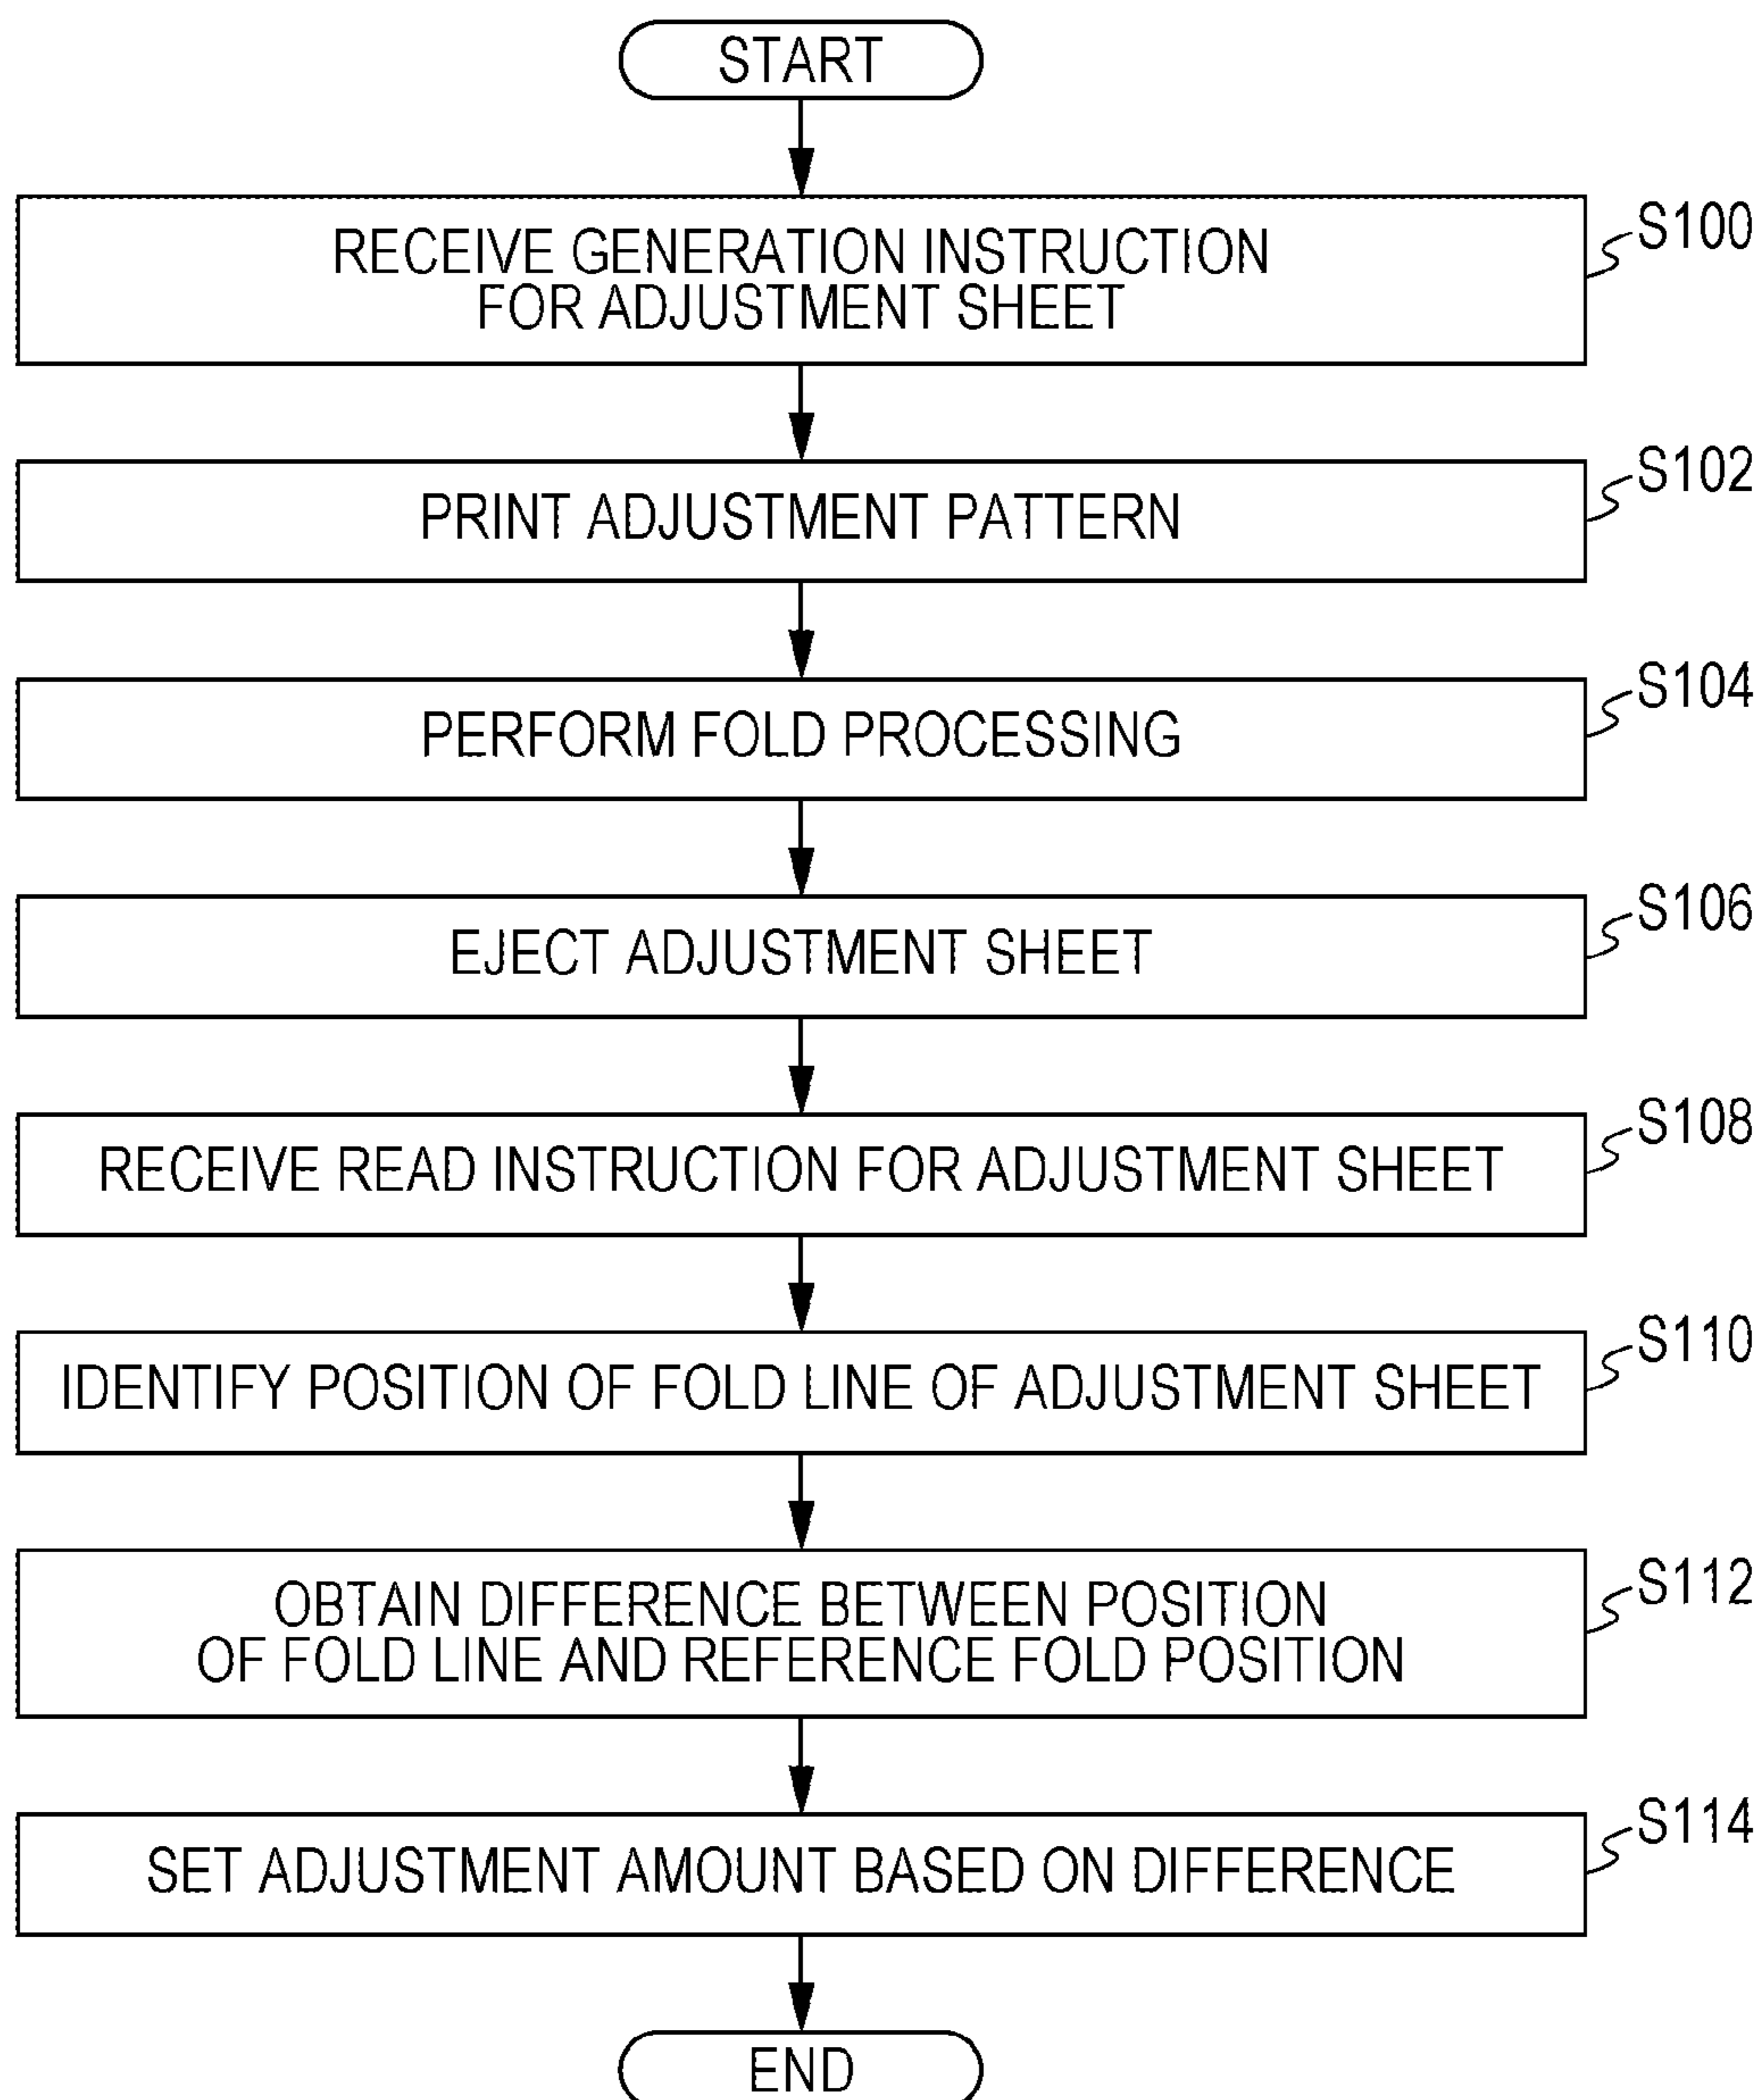 START
RECEIVE GENERATION INSTRUCTION
FOR ADJUSTMENT SHEET
S100
PRINT ADJUSTMENT PATTERN
S102
PERFORM FOLD PROCESSING
S104
EJECT ADJUSTMENT SHEET
S106
RECEIVE READ INSTRUCTION FOR ADJUSTMENT SHEET
S108
IDENTIFY POSITION OF FOLD LINE OF ADJUSTMENT SHEET
S110
OBTAIN DIFFERENCE BETWEEN POSITION
OF FOLD LINE AND REFERENCE FOLD POSITION
S112
SET ADJUSTMENT AMOUNT BASED ON DIFFERENCE
S114
END